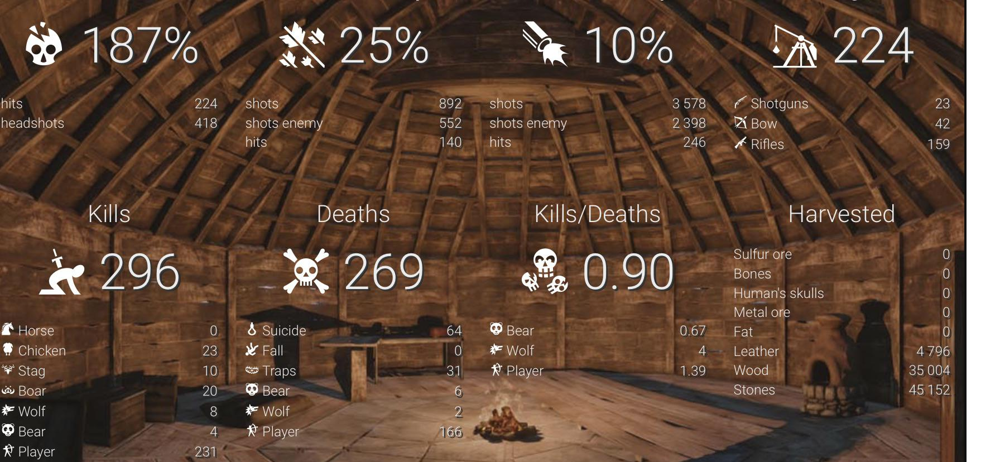 187%
25%
10%
224
hits 224
headshots 418
shots 892
shots enemy 552
hits 140
shots 3 578
shots enemy 2 398
hits 246
Shotguns 23
Bow 42
Rifles 159
Kills
296
Horse 0
Chicken 23
Stag 10
Boar 20
Wolf 8
Bear 4
Player 231
Deaths
269
Suicide 64
Fall 0
Traps 31
Bear 6
Wolf 2
Player 166
Kills/Deaths
0.90
Bear 0.67
Wolf 4
Player 1.39
Harvested
Sulfur ore 0
Bones 0
Human's skulls 0
Metal ore 0
Fat 0
Leather 4 796
Wood 35 004
Stones 45 152